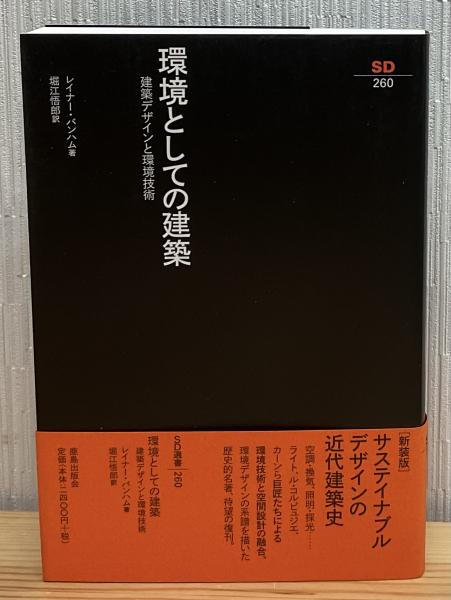 SD
260
環境としての建築
建築デザインと環境技術
レイナー・バンハム著
堀江悟郎訳
[新装版]
サステイナブル
デザインの
近代建築史
空調・換気、照明・採光……
ライト、ル・コルビュジエ、
カーンら巨匠たちによる
環境技術と空間設計の融合。
環境デザインの系譜を描いた
歴史的名著、待望の復刊。
SD選書 260
環境としての建築
建築デザインと環境技術
レイナー・バンハム著
堀江悟郎訳
鹿島出版会
定価(本体二四〇〇円+税)